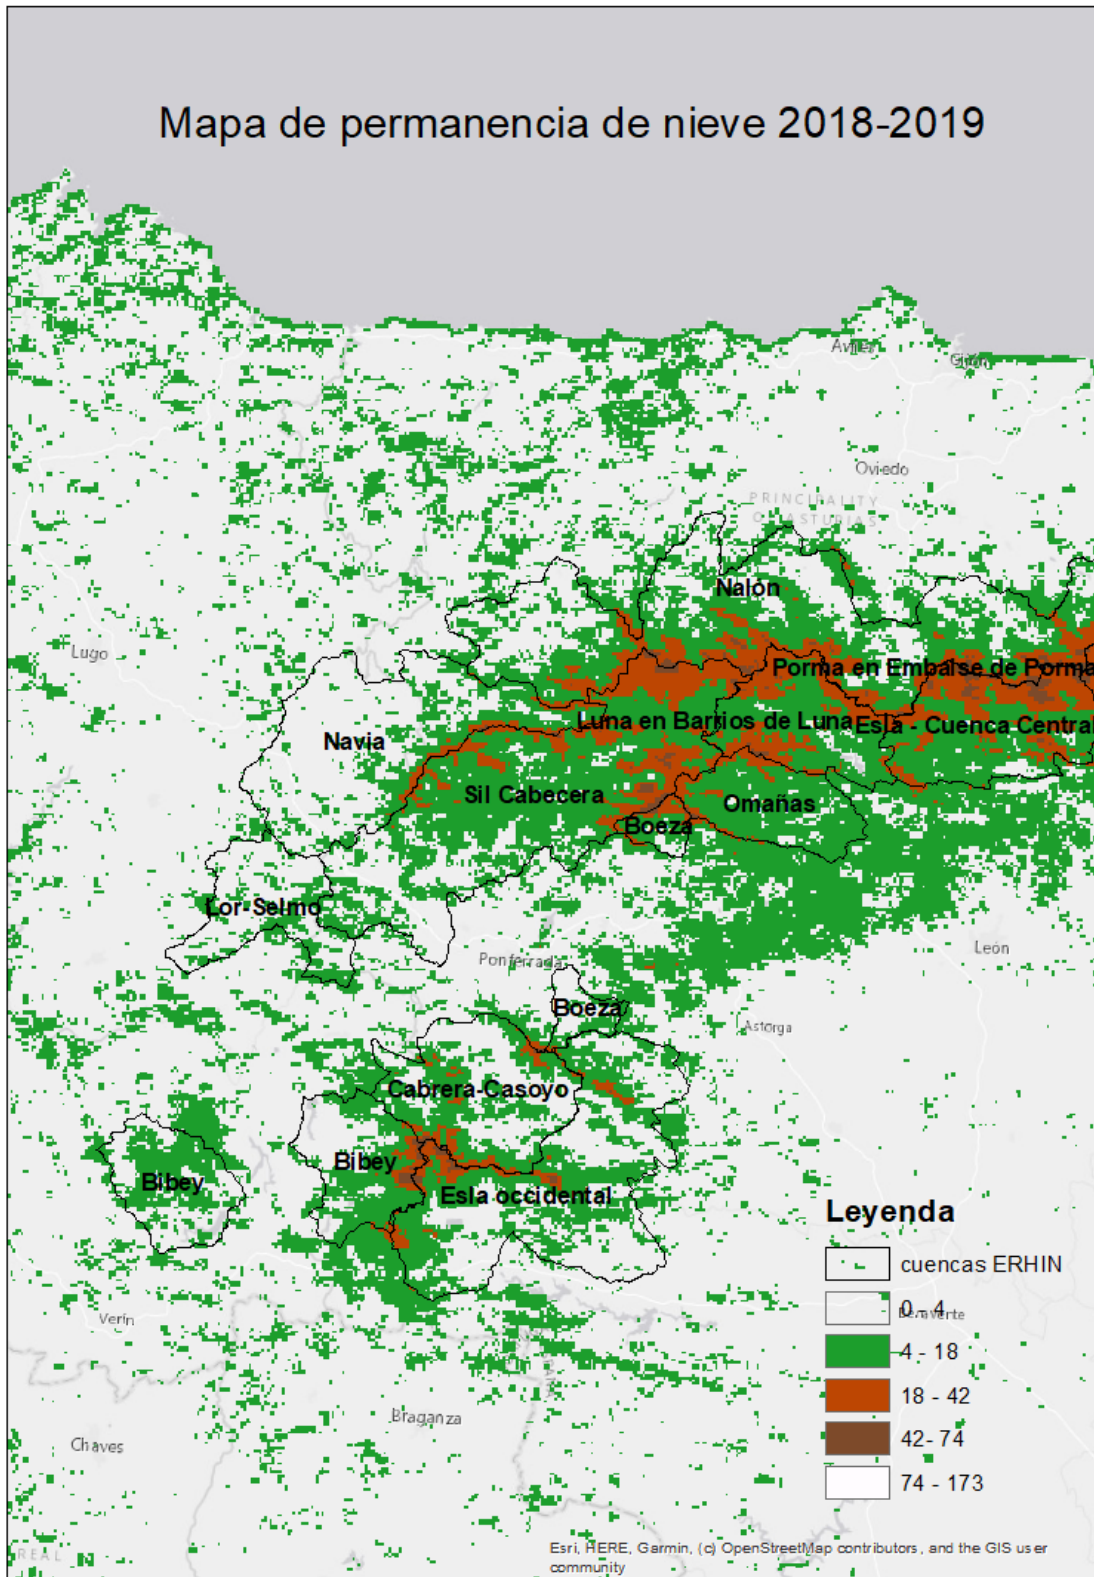 Mapa de permanencia de nieve 2018-2019
Avilés
Gijón
Oviedo
PRINCIPALITY
OF ASTURIAS
Nalón
Lugo
Porma en Embalse de Porma
Luna en Barrios de Luna
Esla - Cuenca Central
Navia
Sil Cabecera
Omañas
Boeza
Lor-Selmo
León
Ponferrada
Boeza
Astorga
Cabrera-Casoyo
Bibey
Bibey
Esla occidental
Leyenda
cuencas ERHIN
0 - 4
Benavente
4 - 18
18 - 42
42- 74
74 - 173
Verín
Braganza
Chaves
REAL
Esri, HERE, Garmin, (c) OpenStreetMap contributors, and the GIS user
community